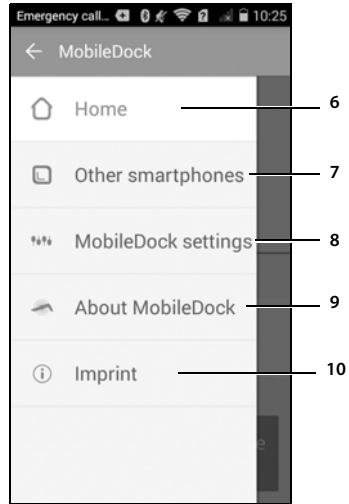 Emergency call... 10:25
MobileDock
Home 6
Other smartphones 7
MobileDock settings 8
About MobileDock 9
Imprint 10
e